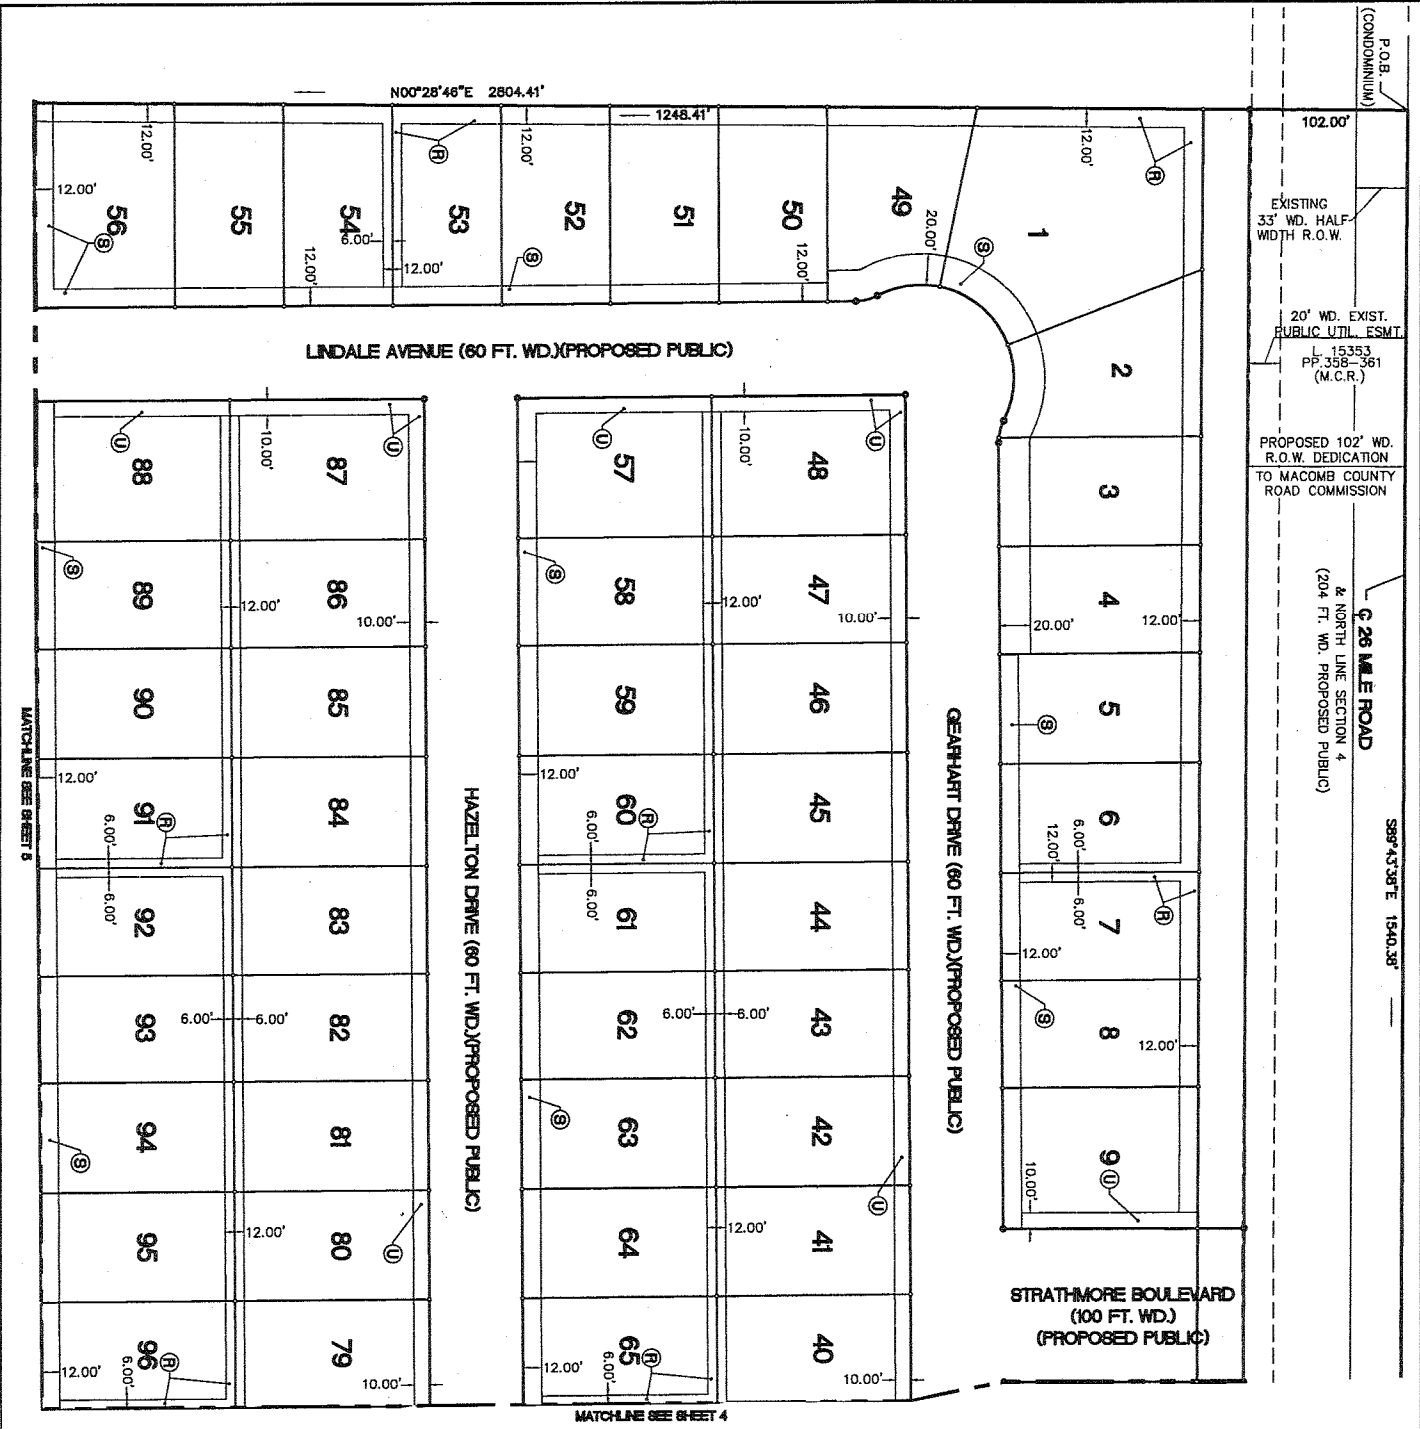 P.O.B.
(CONDOMINIUM)
102.00'
N00°28'46"E 2804.41'
1248.41'
EXISTING
33' WD. HALF
WIDTH R.O.W.
20' WD. EXIST.
PUBLIC UTIL. ESMT.
L. 15353
PP.358-361
(M.C.R.)
PROPOSED 102' WD.
R.O.W. DEDICATION
TO MACOMB COUNTY
ROAD COMMISSION
℄ 26 MILE ROAD
& NORTH LINE SECTION 4
(204 FT. WD. PROPOSED PUBLIC)
S89°43'38"E 1540.38'
12.00'
12.00'
56
S
55
54
12.00'
6.00'
12.00'
R
53
12.00'
52
S
51
50
12.00'
49
20.00'
S
1
12.00'
R
2
LINDALE AVENUE (60 FT. WD.)(PROPOSED PUBLIC)
3
4
20.00'
12.00'
5
S
6
6.00'
12.00'
6.00'
7
R
12.00'
8
S
12.00'
9
U
10.00'
GEARHART DRIVE (60 FT. WD.)(PROPOSED PUBLIC)
STRATHMORE BOULEVARD
(100 FT. WD.)
(PROPOSED PUBLIC)
U
48
10.00'
47
10.00'
46
45
44
43
42
U
41
40
10.00'
U
57
S
58
12.00'
59
12.00'
60
R
6.00'
6.00'
61
62
6.00'
6.00'
S
63
64
12.00'
65
R
6.00'
12.00'
HAZELTON DRIVE (60 FT. WD.)(PROPOSED PUBLIC)
U
87
10.00'
86
10.00'
85
84
83
82
81
80
U
79
10.00'
U
88
S
89
12.00'
90
12.00'
91
R
6.00'
6.00'
92
93
6.00'
6.00'
94
S
95
12.00'
96
R
6.00'
12.00'
MATCHLINE SEE SHEET 5
MATCHLINE SEE SHEET 4